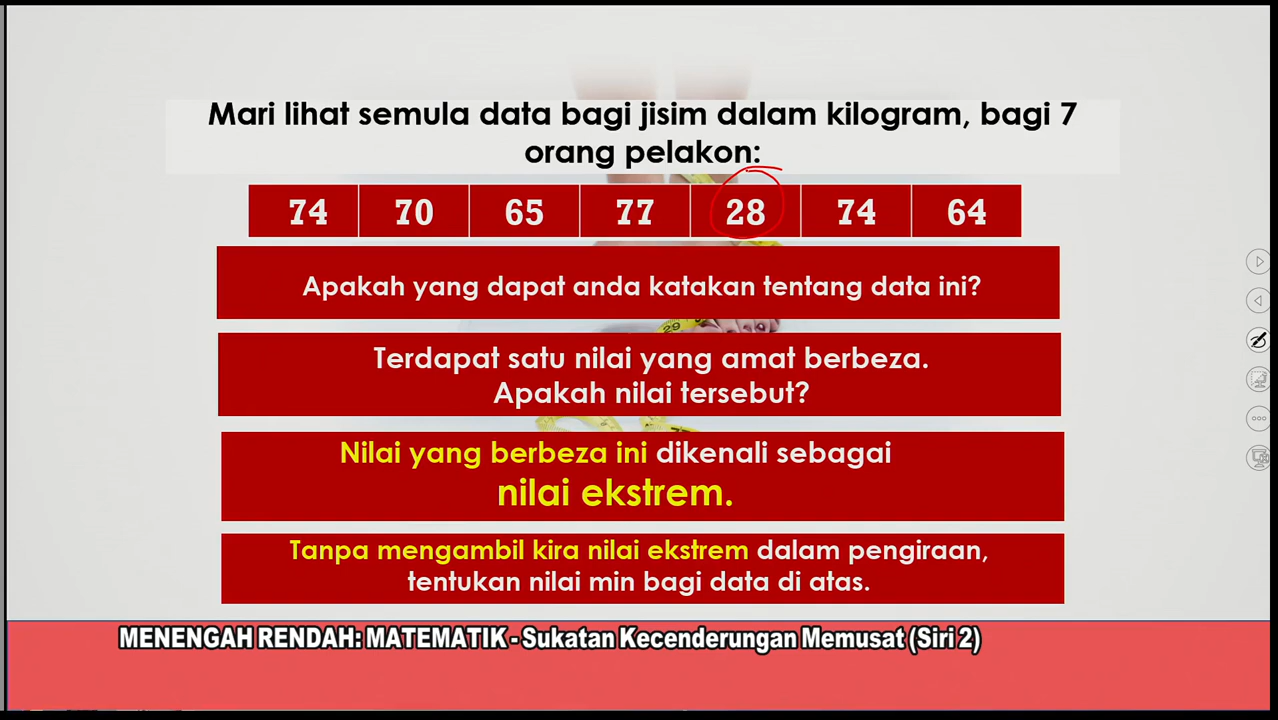 Mari lihat semula data bagi jisim dalam kilogram, bagi 7
orang pelakon:
74 70 65 77 28 74 64
Apakah yang dapat anda katakan tentang data ini?
29
Terdapat satu nilai yang amat berbeza.
Apakah nilai tersebut?
Nilai yang berbeza ini dikenali sebagai
nilai ekstrem.
Tanpa mengambil kira nilai ekstrem dalam pengiraan,
tentukan nilai min bagi data di atas.
MENENGAH RENDAH: MATEMATIK - Sukatan Kecenderungan Memusat (Siri 2)